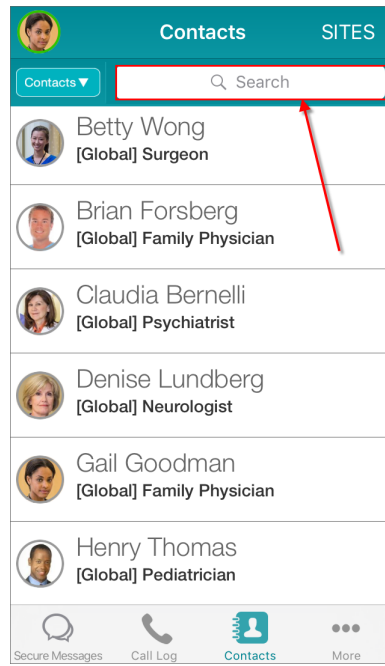 Contacts
SITES
Contacts▼
Search
Betty Wong
[Global] Surgeon
Brian Forsberg
[Global] Family Physician
Claudia Bernelli
[Global] Psychiatrist
Denise Lundberg
[Global] Neurologist
Gail Goodman
[Global] Family Physician
Henry Thomas
[Global] Pediatrician
Secure Messages
Call Log
Contacts
More